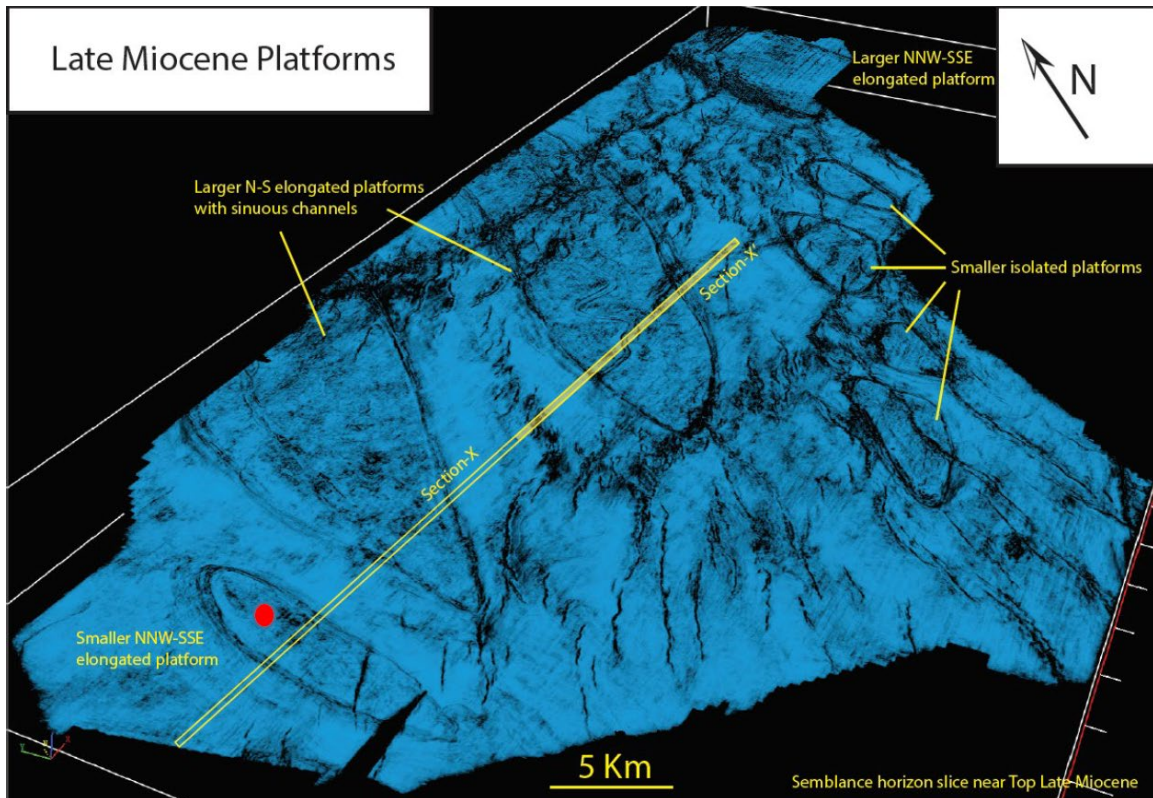 Late Miocene Platforms
Larger NNW-SSE
elongated platform
N
Larger N-S elongated platforms
with sinuous channels
Section-X'
Smaller isolated platforms
Section-X
Smaller NNW-SSE
elongated platform
5 Km
Semblance horizon slice near Top Late Miocene